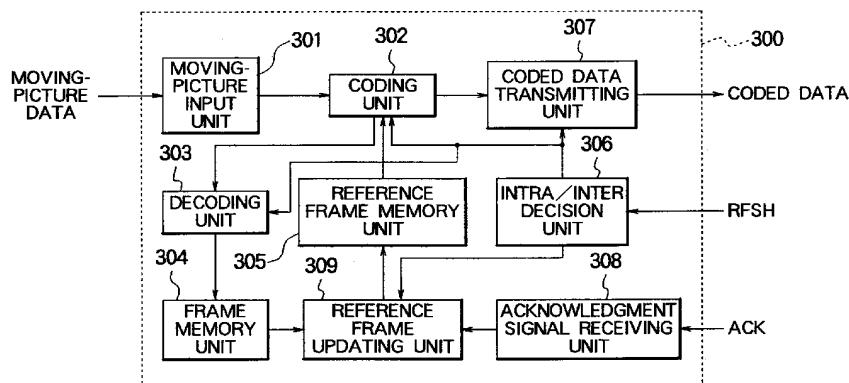 301
302
307
300
MOVING-
PICTURE
DATA
MOVING-
PICTURE
INPUT
UNIT
CODING
UNIT
CODED DATA
TRANSMITTING
UNIT
CODED DATA
303
306
DECODING
UNIT
REFERENCE
FRAME MEMORY
UNIT
INTRA/INTER
DECISION
UNIT
RFSH
304
305
309
308
FRAME
MEMORY
UNIT
REFERENCE
FRAME
UPDATING UNIT
ACKNOWLEDGMENT
SIGNAL RECEIVING
UNIT
ACK